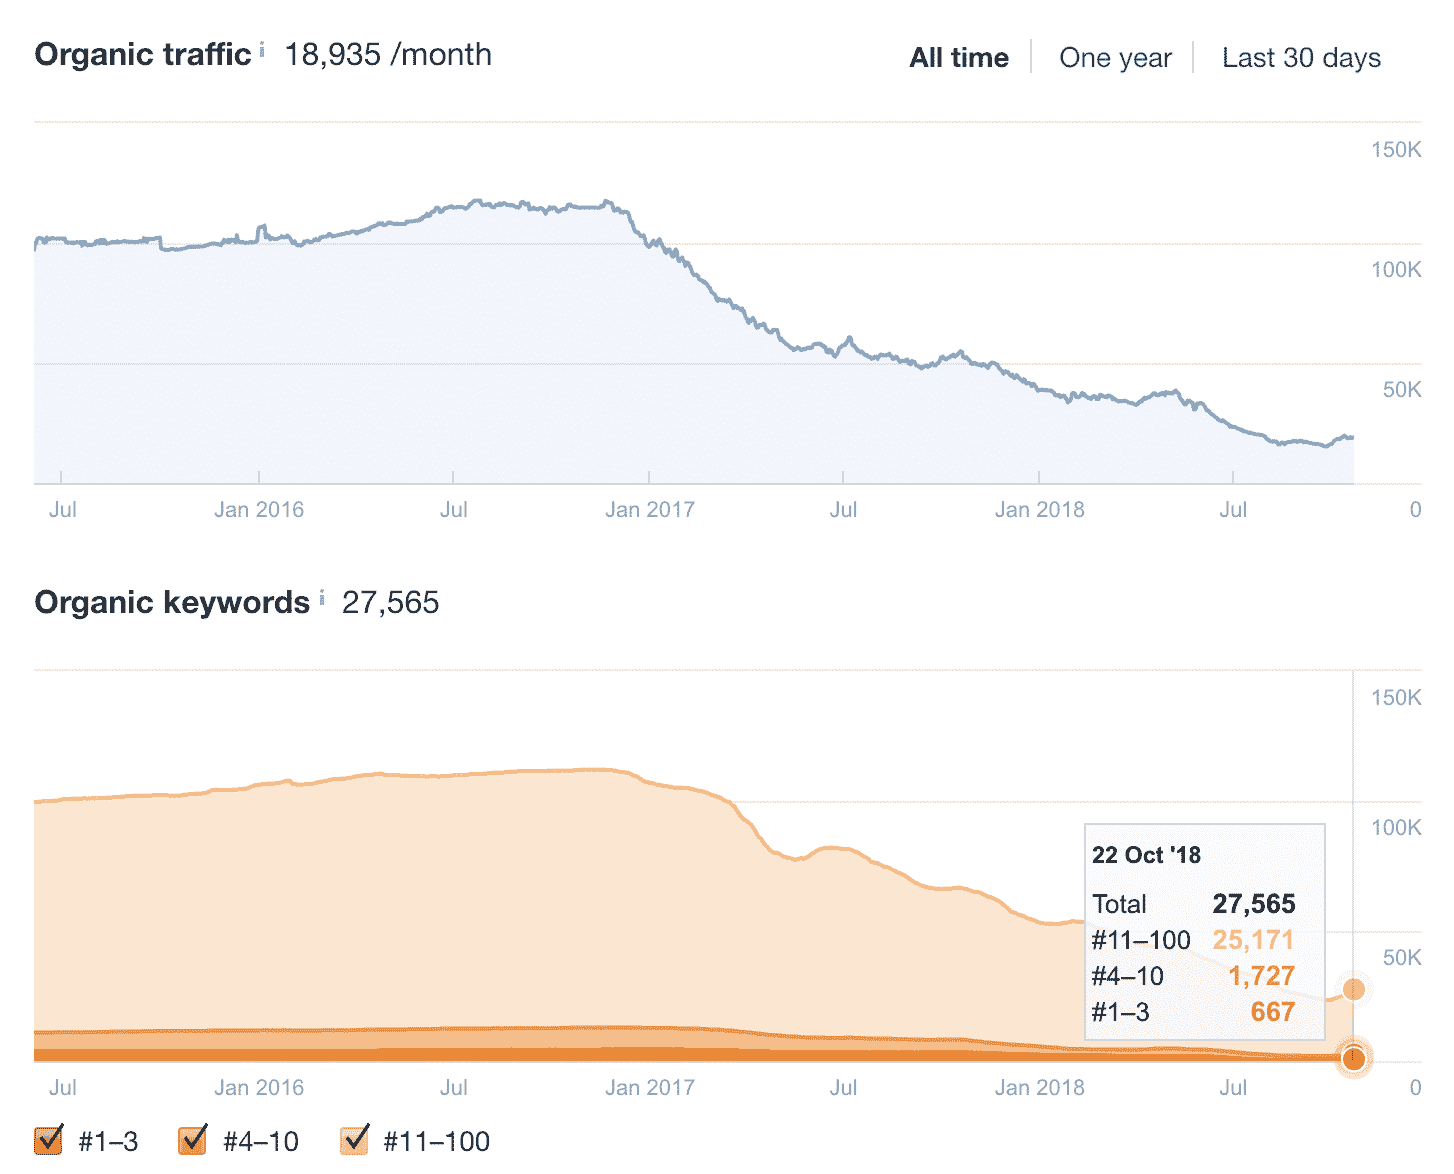 Organic traffic i 18,935 /month
All time One year Last 30 days
150K
100K
50K
Jul Jan 2016 Jul Jan 2017 Jul Jan 2018 Jul 0
Organic keywords i 27,565
150K
100K
22 Oct '18
Total 27,565
#11–100 25,171
50K
#4–10 1,727
#1–3 667
Jul Jan 2016 Jul Jan 2017 Jul Jan 2018 Jul 0
#1–3 #4–10 #11–100